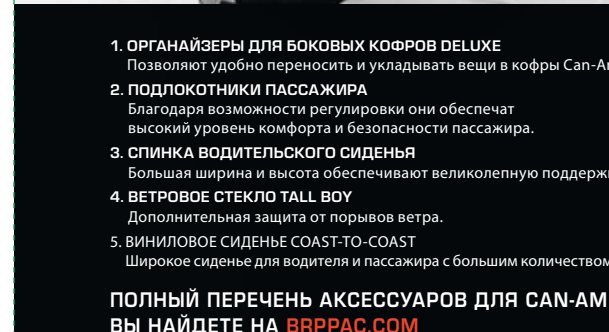 1. ОРГАНАЙЗЕРЫ ДЛЯ БОКОВЫХ КОФРОВ DELUXE
Позволяют удобно переносить и укладывать вещи в кофры Can-Am
2. ПОДЛОКОТНИКИ ПАССАЖИРА
Благодаря возможности регулировки они обеспечат
высокий уровень комфорта и безопасности пассажира.
3. СПИНКА ВОДИТЕЛЬСКОГО СИДЕНЬЯ
Большая ширина и высота обеспечивают великолепную
4. ВЕТРОВОЕ СТЕКЛО TALL BOY
Дополнительная защита от порывов ветра.
5. ВИНИЛОВОЕ СИДЕНЬЕ COAST-TO-COAST
Широкое сиденье для водителя и пассажира с большим количеством
ПОЛНЫЙ ПЕРЕЧЕНЬ АКСЕССУАРОВ ДЛЯ CAN-AM
ВЫ НАЙДЕТЕ НА BRPPAC.COM